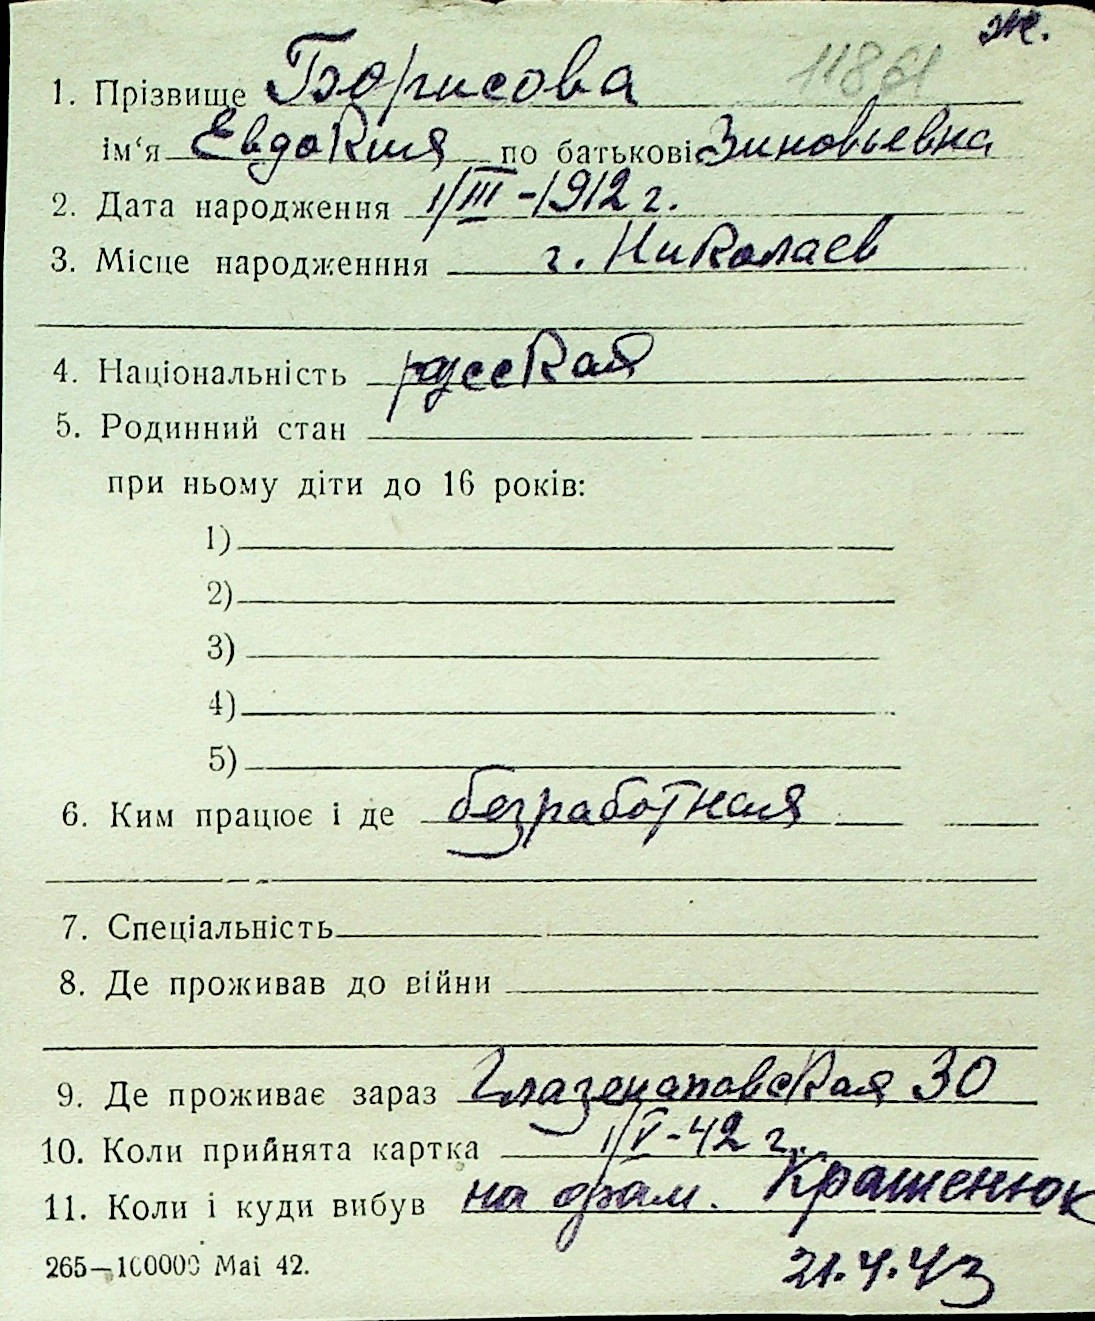 ж.
11861
1. Прізвище Борисова
ім‘я Евдокия по батькові Зиновьевна
2. Дата народження 1/III-1912 г.
3. Місце народженння г. Николаев
4. Національність русская
5. Родинний стан
при ньому діти до 16 років:
1)
2)
3)
4)
5)
6. Ким працює і де безработная
7. Спеціальність
8. Де проживав до війни
9. Де проживає зараз Глазенаповская 30
10. Коли прийнята картка 1/V-42 г.
11. Коли і куди вибув на фам. Крашенюк
21.4.43
265—100000 Mai 42.